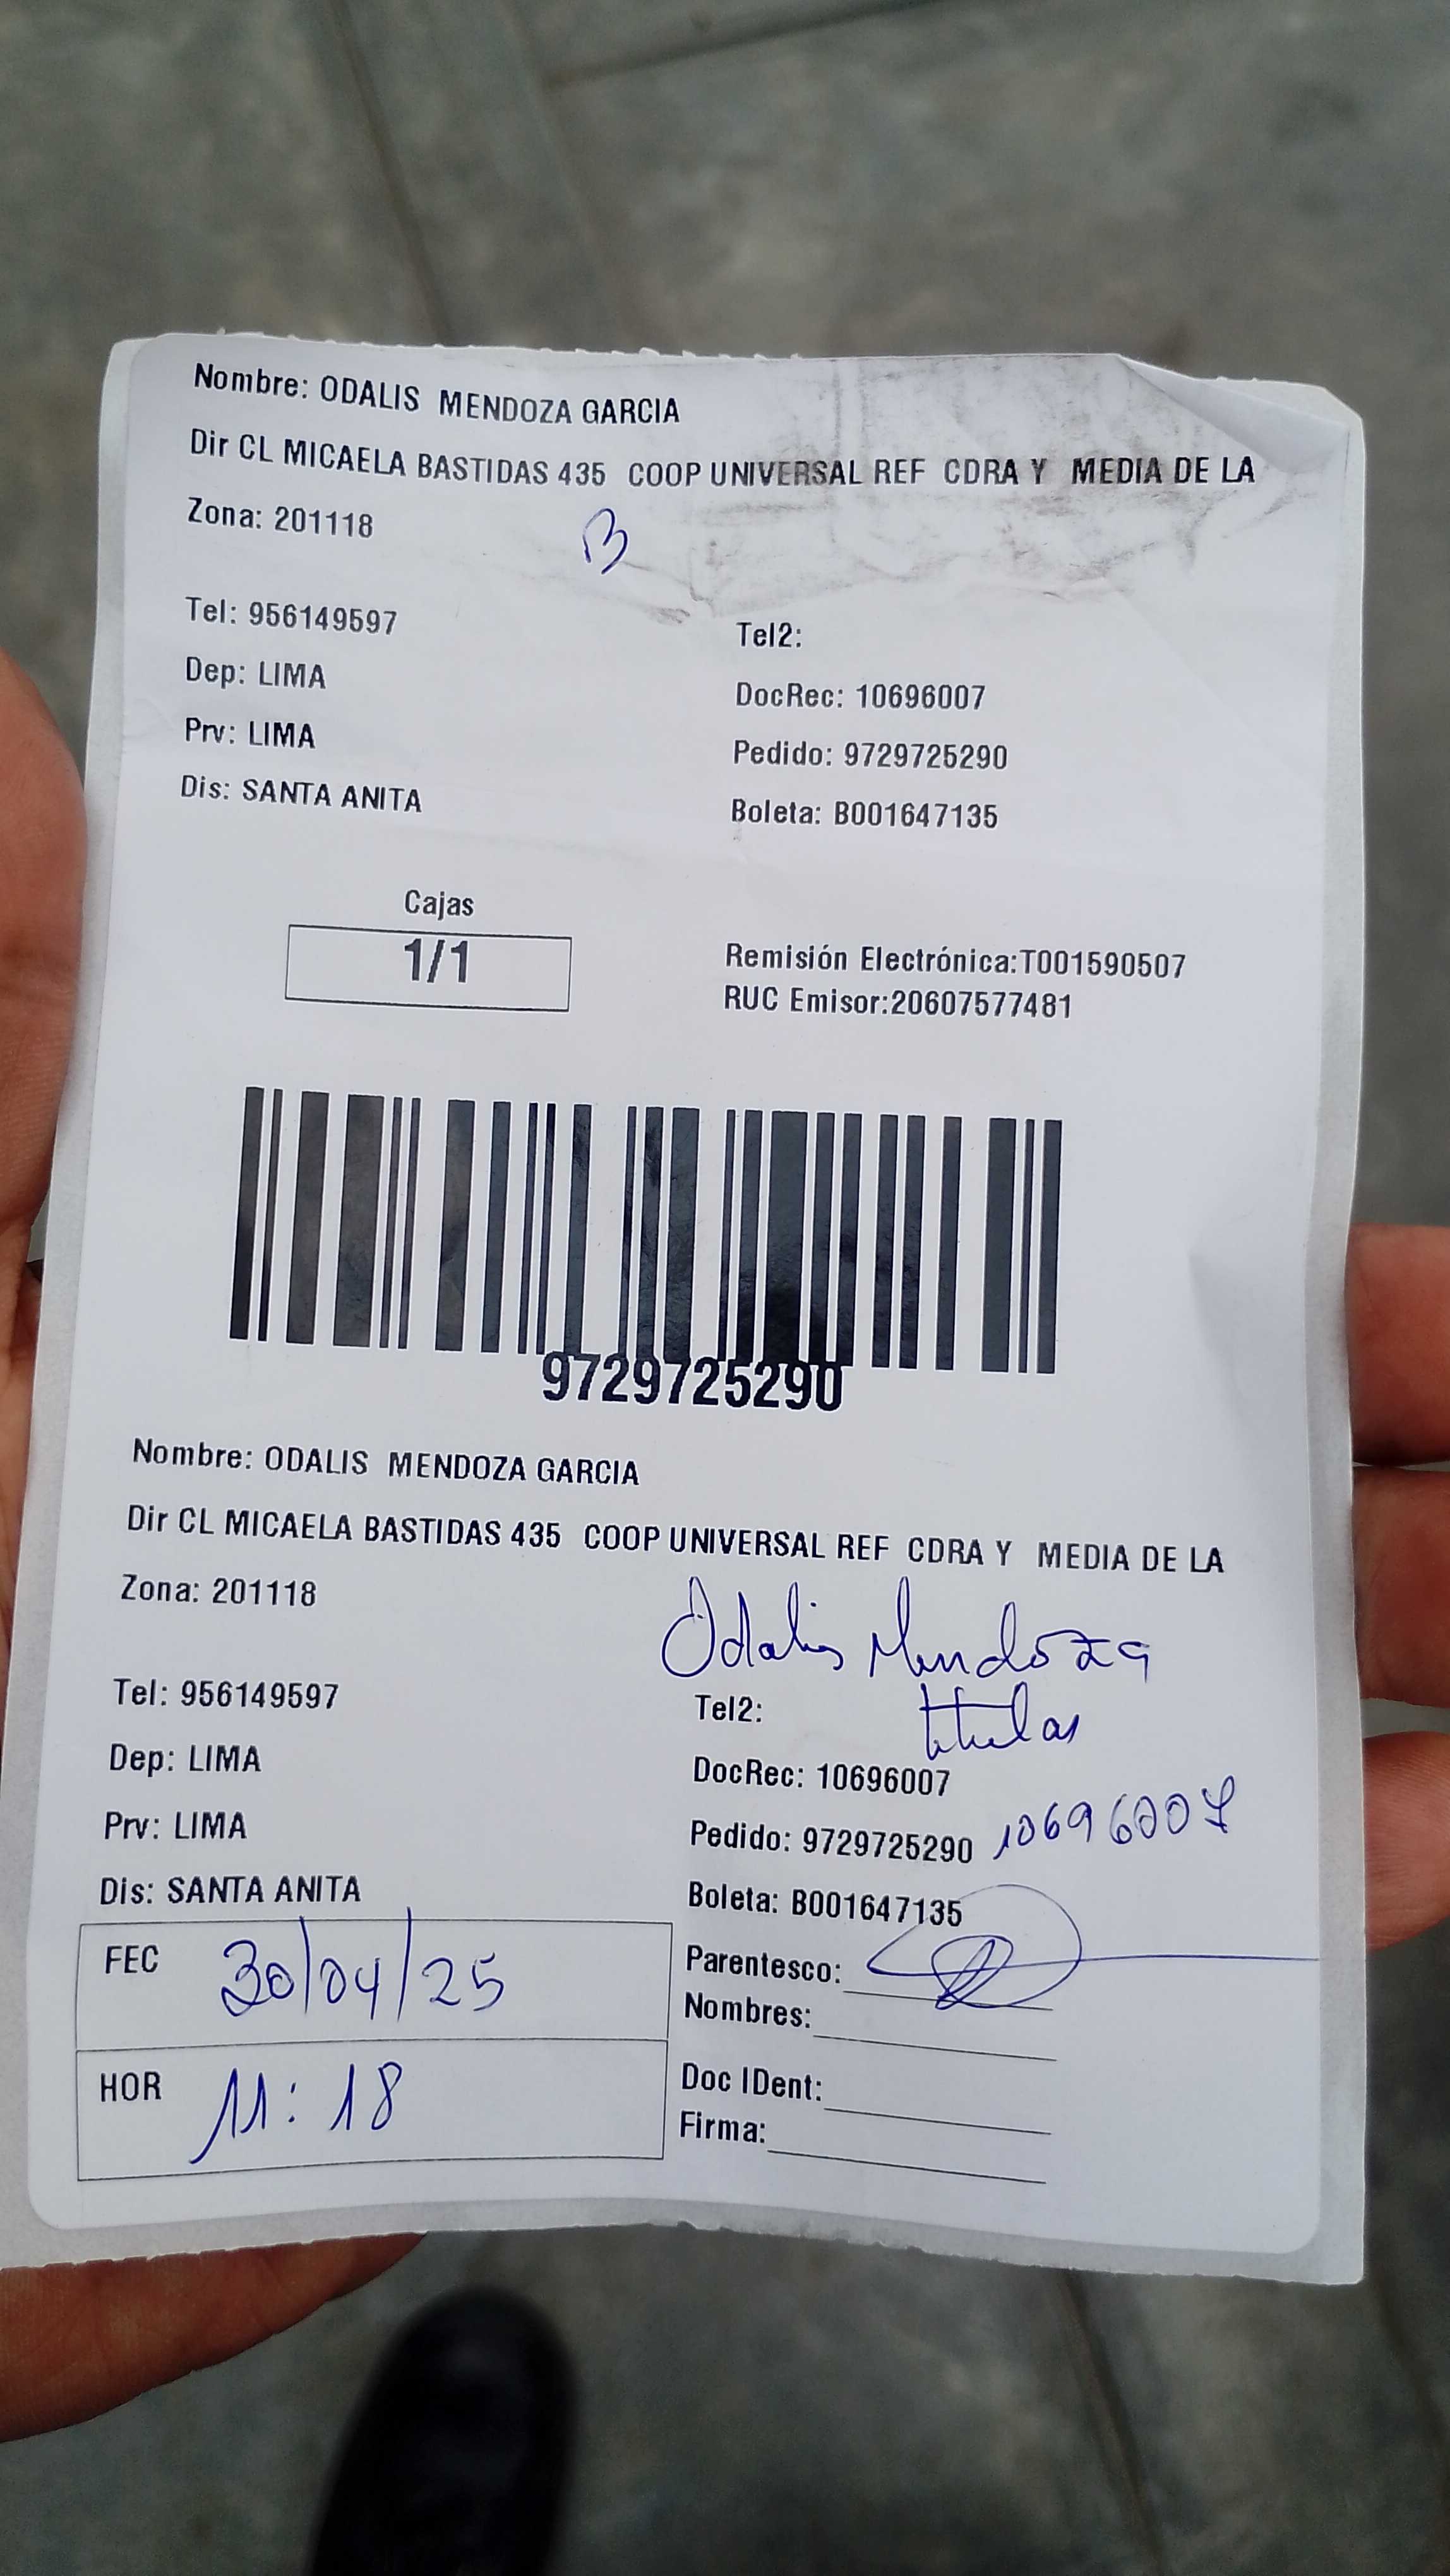 Nombre: ODALIS MENDOZA GARCIA
Dir CL MICAELA BASTIDAS 435 COOP UNIVERSAL REF CDRA Y MEDIA DE LA
Zona: 201118
Tel: 956149597
Tel2:
Dep: LIMA
DocRec: 10696007
Prv: LIMA
Pedido: 9729725290
Dis: SANTA ANITA
Boleta: B001647135
Cajas
1/1
Remisión Electrónica:T001590507
RUC Emisor:20607577481
9729725290
Nombre: ODALIS MENDOZA GARCIA
Dir CL MICAELA BASTIDAS 435 COOP UNIVERSAL REF CDRA Y MEDIA DE LA
Zona: 201118
Odalis Mendoza
Tel: 956149597
Tel2:
titular
Dep: LIMA
DocRec: 10696007
Prv: LIMA
Pedido: 9729725290 10696007
Dis: SANTA ANITA
Boleta: B001647135
FEC 30/04/25
Parentesco:
Nombres:
HOR 11:18
Doc IDent:
Firma: